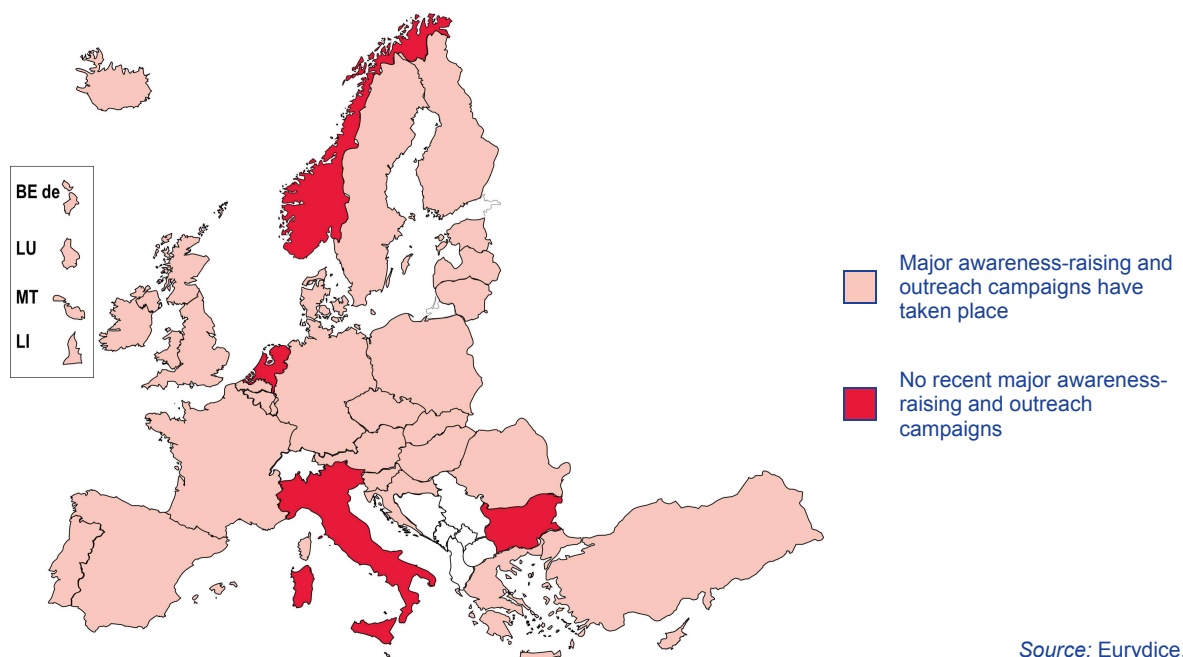 BE de
LU
MT
LI
Major awareness-raising and
outreach campaigns have
taken place
No recent major awareness-
raising and outreach
campaigns
Source: Eurydice.